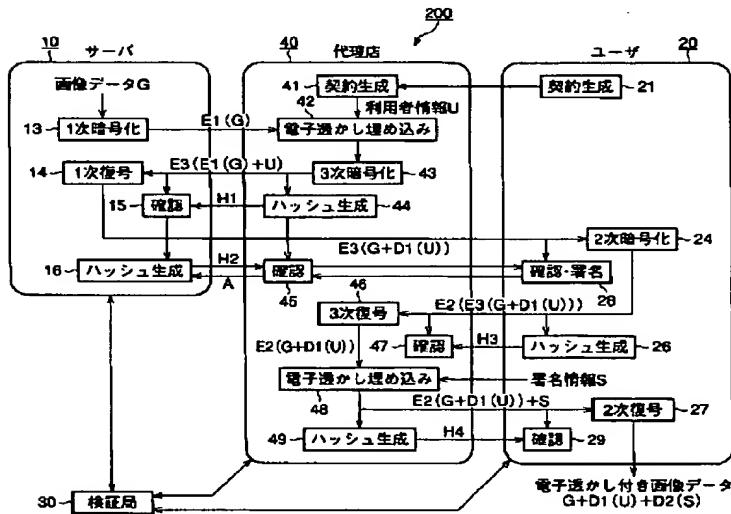 200
10
サーバ
40
代理店
ユーザ
20
画像データG
41
契約生成
契約生成
21
42
利用者情報U
13
1次暗号化
E1(G)
電子透かし埋め込み
14
1次復号
E3(E1(G)+U)
3次暗号化
43
15
確認
H1
ハッシュ生成
44
E3(G+D1(U))
2次暗号化
24
16
ハッシュ生成
H2
A
確認
45
確認・署名
28
46
3次復号
E2(E3(G+D1(U)))
E2(G+D1(U))
47
確認
H3
ハッシュ生成
26
電子透かし埋め込み
48
署名情報S
E2(G+D1(U))+S
2次復号
27
49
ハッシュ生成
H4
確認
29
30
検証局
電子透かし付き画像データ
G+D1(U)+D2(S)